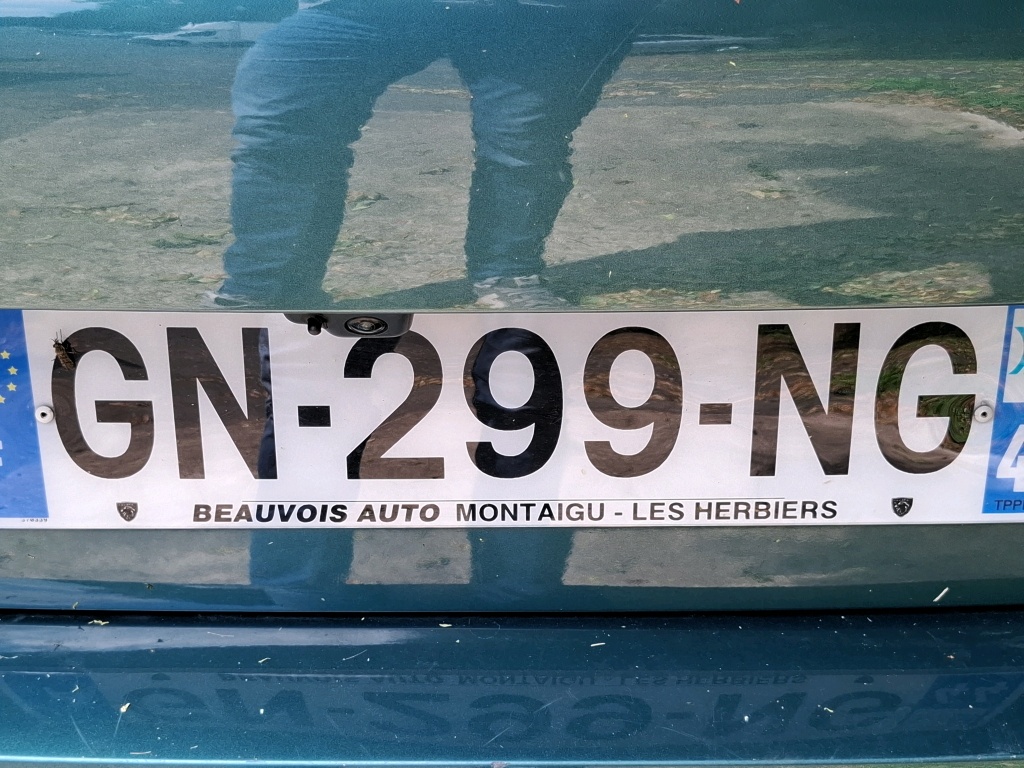 GN-299-NG
BEAUVOIS AUTO MONTAIGU - LES HERBIERS